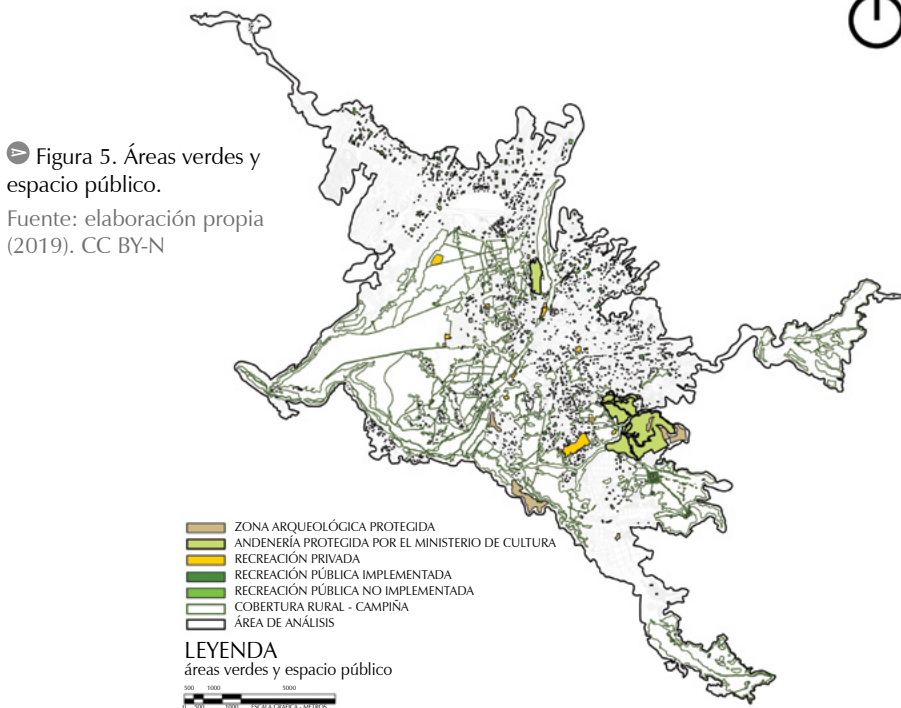 Figura 5. Áreas verdes y
espacio público.
Fuente: elaboración propia
(2019). CC BY-N
ZONA ARQUEOLÓGICA PROTEGIDA
ANDENERÍA PROTEGIDA POR EL MINISTERIO DE CULTURA
RECREACIÓN PRIVADA
RECREACIÓN PÚBLICA IMPLEMENTADA
RECREACIÓN PÚBLICA NO IMPLEMENTADA
COBERTURA RURAL - CAMPIÑA
ÁREA DE ANÁLISIS
LEYENDA
áreas verdes y espacio público
500 1000 5000
0 500 1000 ESCALA GRÁFICA - METROS